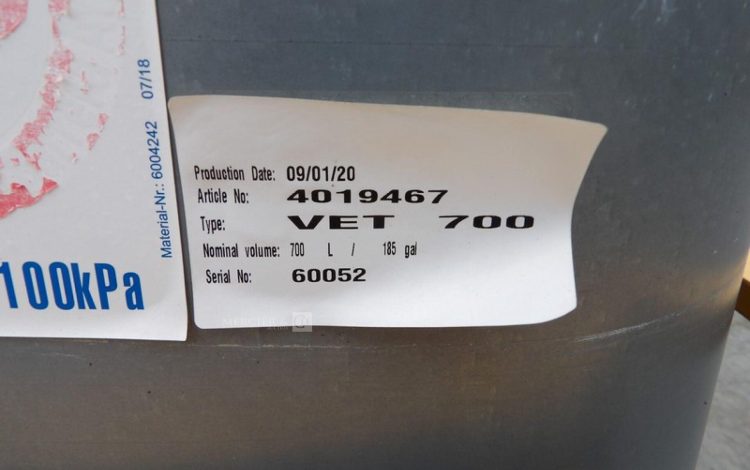 Material-Nr.: 6004242 07/18
100kPa
Production Date: 09/01/20
Article No: 4019467
Type: VET 700
Nominal volume: 700 L / 185 gal
Serial No: 60052